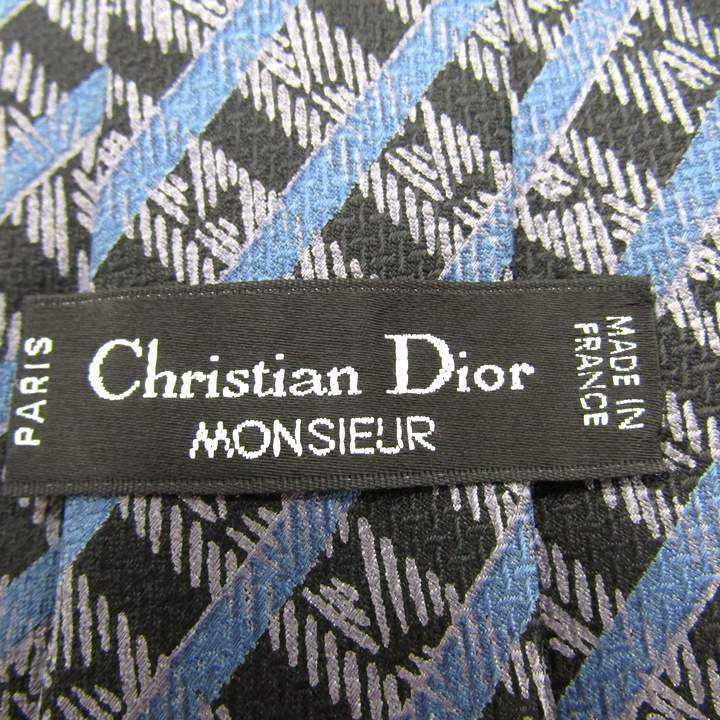 PARIS
Christian Dior
MONSIEUR
MADE IN
FRANCE